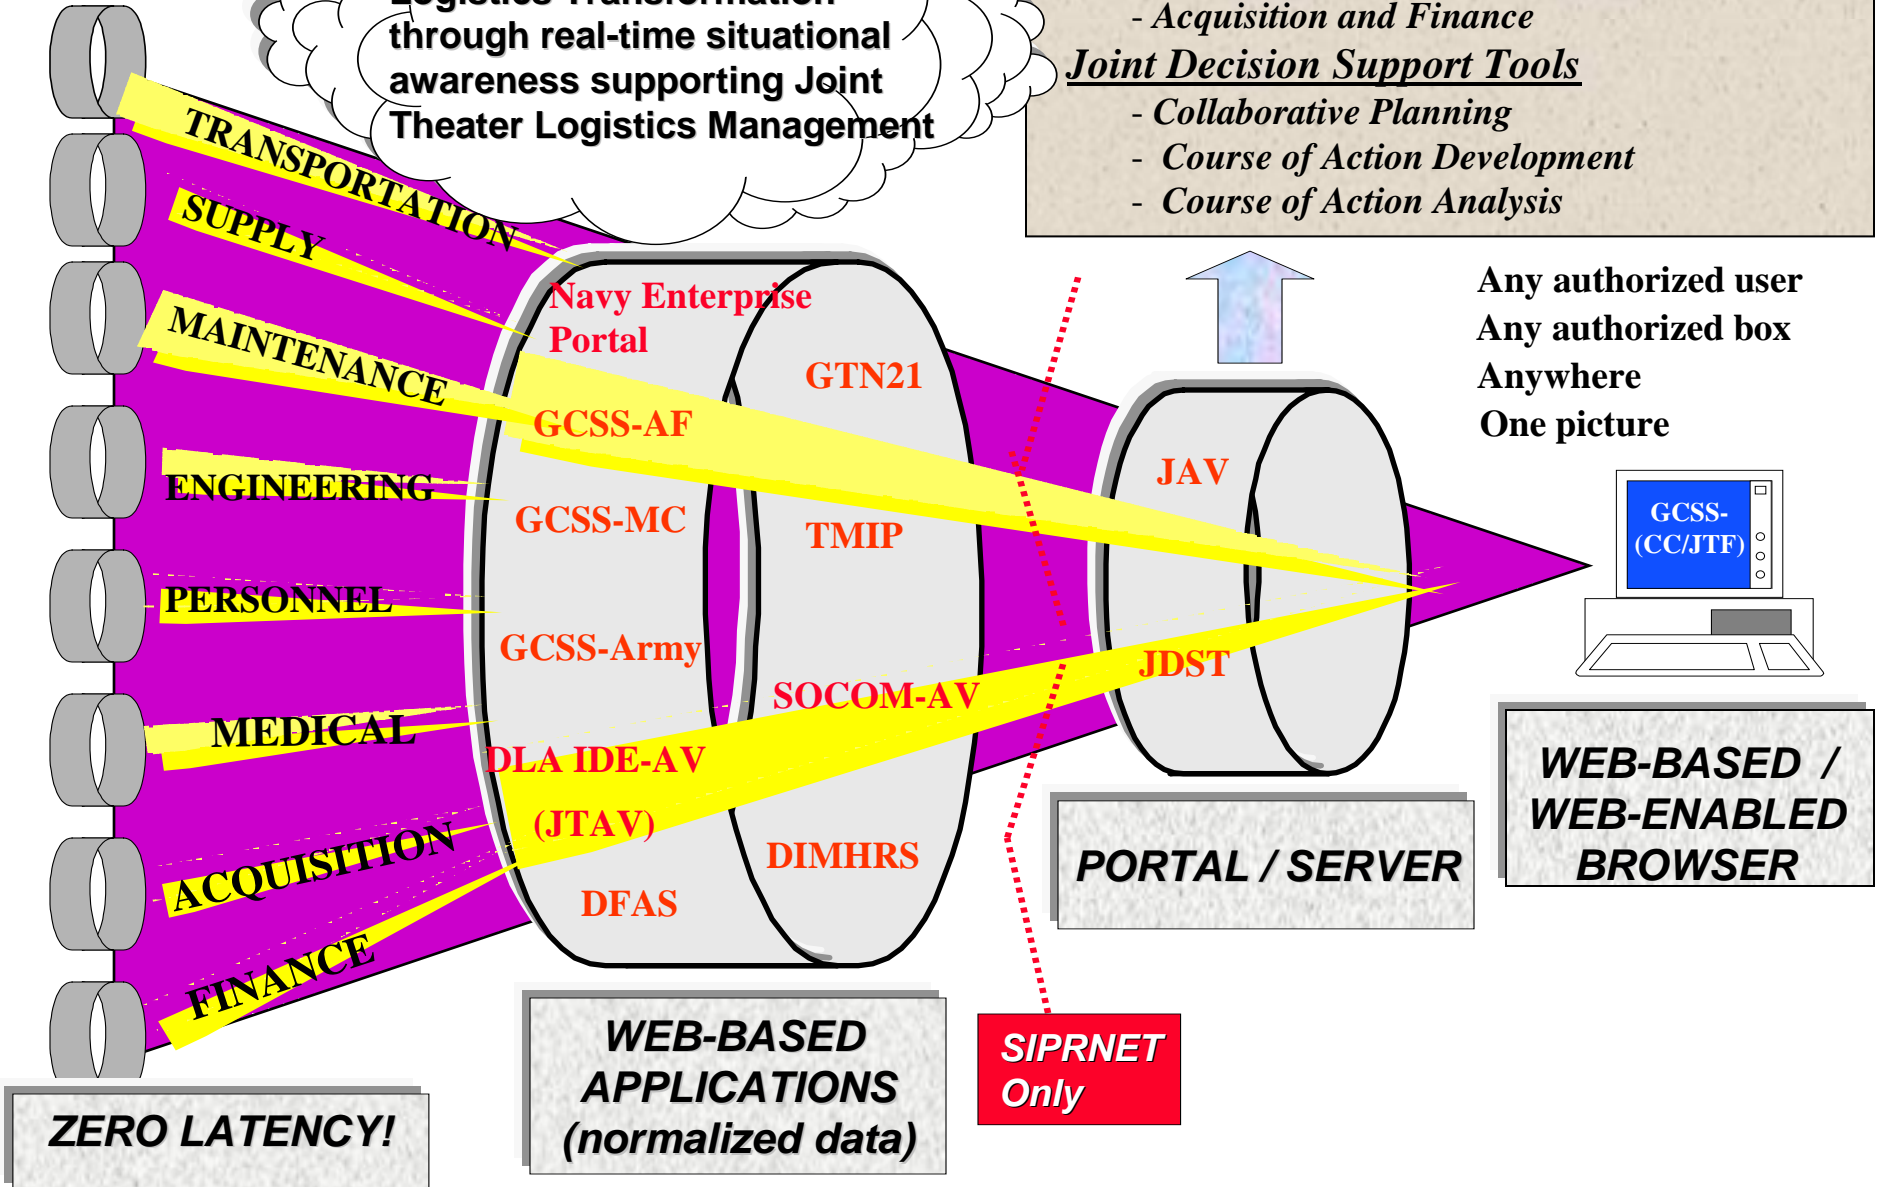 Logistics Transformation
through real-time situational
awareness supporting Joint
Theater Logistics Management
- Acquisition and Finance
Joint Decision Support Tools
- Collaborative Planning
- Course of Action Development
- Course of Action Analysis
TRANSPORTATION
SUPPLY
MAINTENANCE
ENGINEERING
PERSONNEL
MEDICAL
ACQUISITION
FINANCE
Navy Enterprise
Portal
GCSS-AF
GCSS-MC
GCSS-Army
DLA IDE-AV
(JTAV)
DFAS
GTN21
TMIP
SOCOM-AV
DIMHRS
JAV
JDST
Any authorized user
Any authorized box
Anywhere
One picture
GCSS-
(CC/JTF)
WEB-BASED /
WEB-ENABLED
BROWSER
PORTAL / SERVER
SIPRNET
Only
WEB-BASED
APPLICATIONS
(normalized data)
ZERO LATENCY!